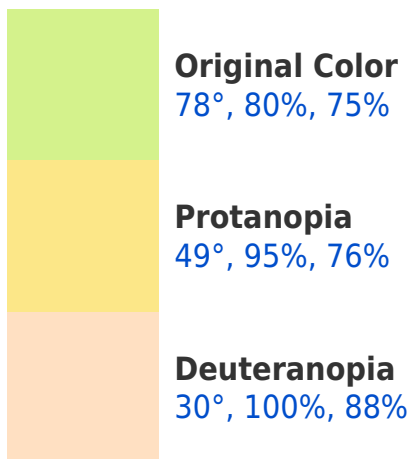 Original Color
78°, 80%, 75%
Protanopia
49°, 95%, 76%
Deuteranopia
30°, 100%, 88%